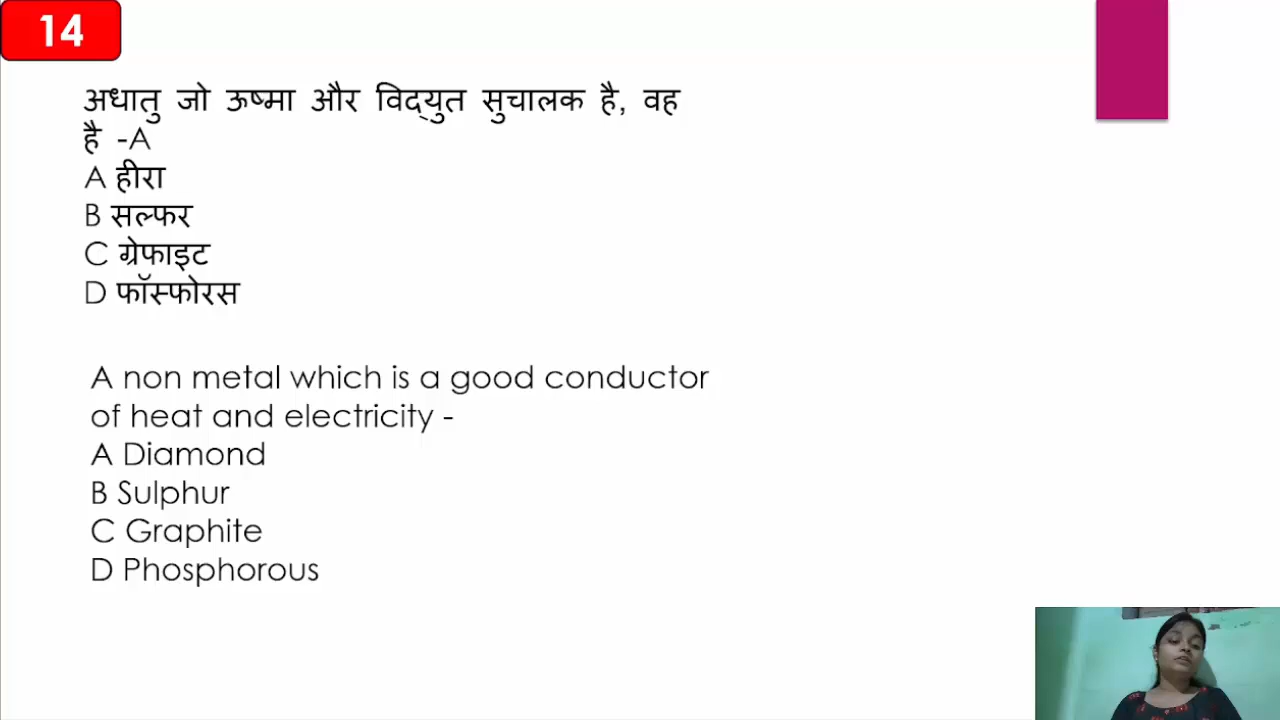 14
अधातु जो ऊष्मा और विद्युत सुचालक है, वह
है -A
A हीरा
B सल्फर
C ग्रेफाइट
D फॉस्फोरस
A non metal which is a good conductor
of heat and electricity -
A Diamond
B Sulphur
C Graphite
D Phosphorous